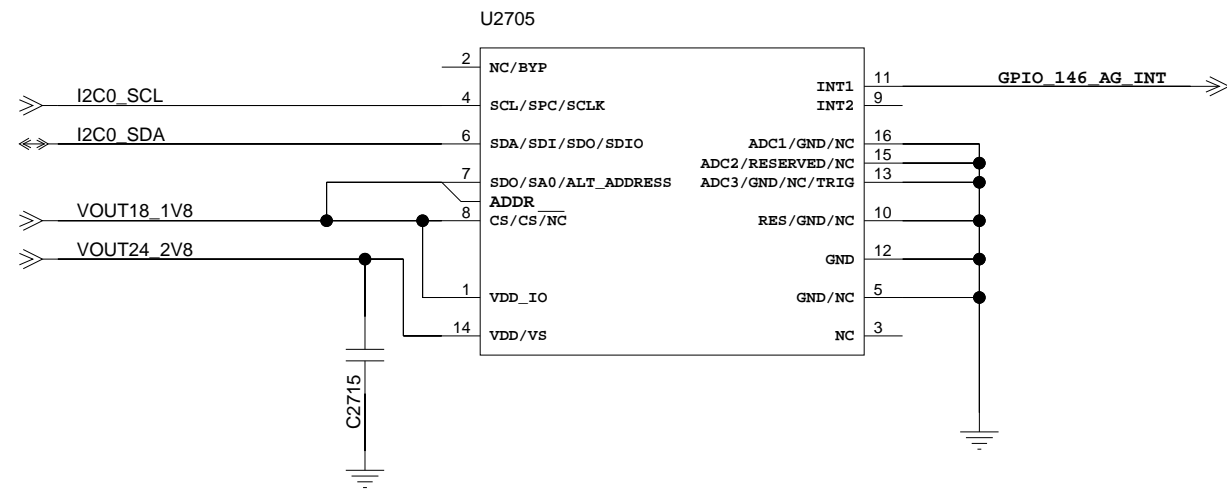 U2705
2 NC/BYP
INT1 11 GPIO_146_AG_INT
I2C0_SCL 4 SCL/SPC/SCLK
INT2 9
I2C0_SDA 6 SDA/SDI/SDO/SDIO
ADC1/GND/NC 16
ADC2/RESERVED/NC 15
7 SDO/SA0/ALT_ADDRESS
ADC3/GND/NC/TRIG 13
ADDR
VOUT18_1V8 8 CS/CS/NC
RES/GND/NC 10
VOUT24_2V8
GND 12
1 VDD_IO
GND/NC 5
14 VDD/VS
NC 3
C2715